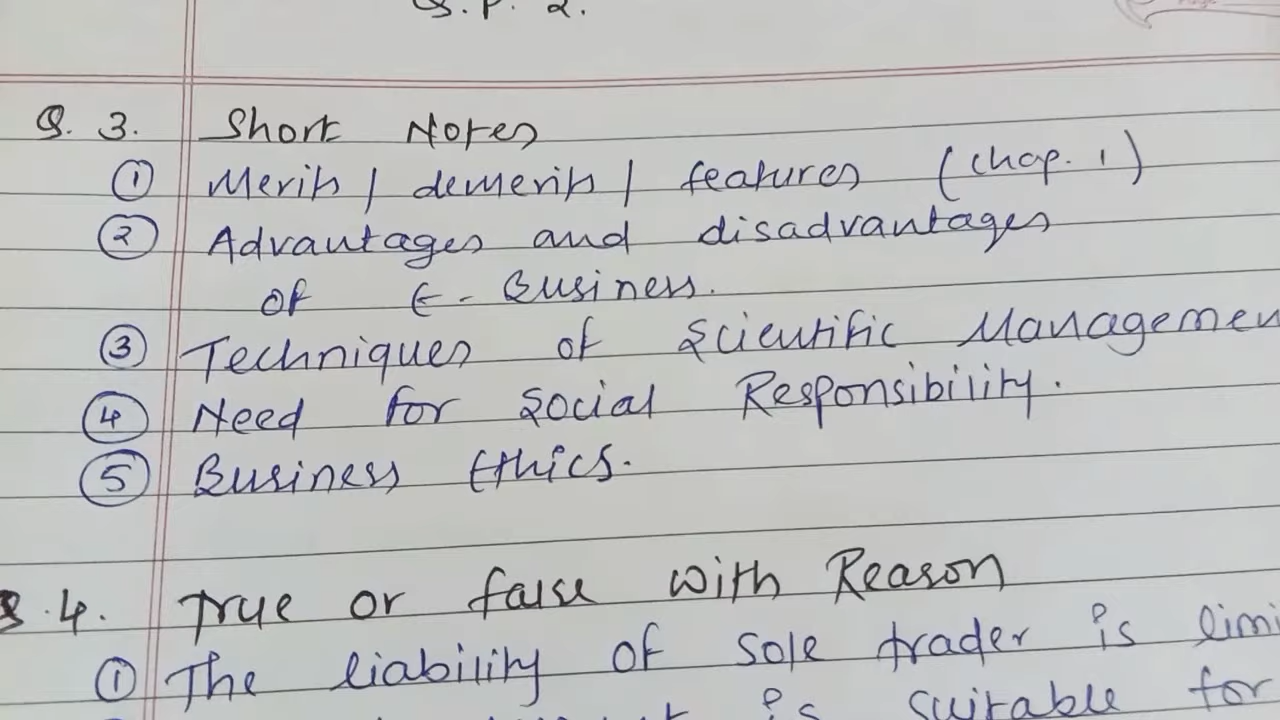 Q. P. 2.
Q. 3. Short Notes
① Merits / demerits / features (chap. 1)
② Advantages and disadvantages
of E - Business.
③ Techniques of Scientific Managemen
④ Need for Social Responsibility.
⑤ Business Ethics.
Q.4. True or false with Reason
① The liability of sole trader is limi
is suitable for